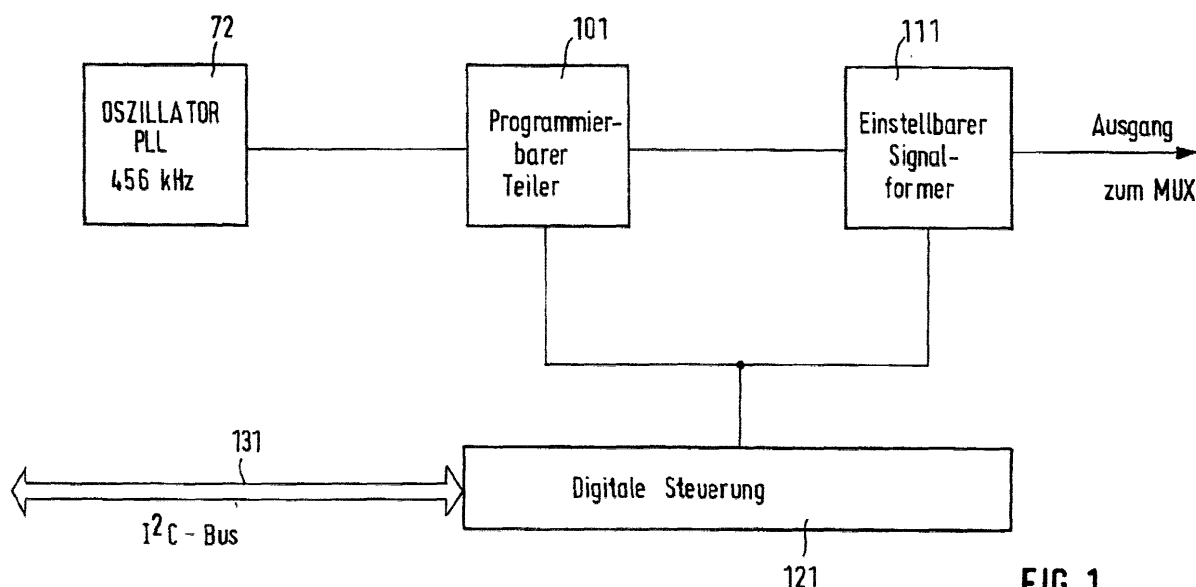 72
101
111
OSZILLATOR
PLL
456 kHz
Programmier-
barer
Teiler
Einstellbarer
Signal-
former
Ausgang
zum MUX
131
I²C - Bus
Digitale Steuerung
121
FIG 1